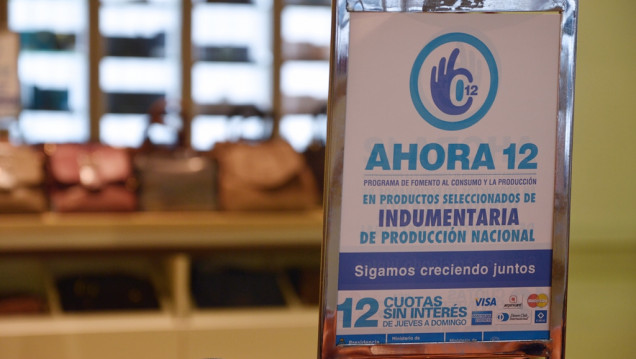 12
AHORA 12
PROGRAMA DE FOMENTO AL CONSUMO Y LA PRODUCCIÓN
EN PRODUCTOS SELECCIONADOS DE
INDUMENTARIA
DE PRODUCCIÓN NACIONAL
Sigamos creciendo juntos
12 CUOTAS
SIN INTERÉS
DE JUEVES A DOMINGO
VISA
MasterCard